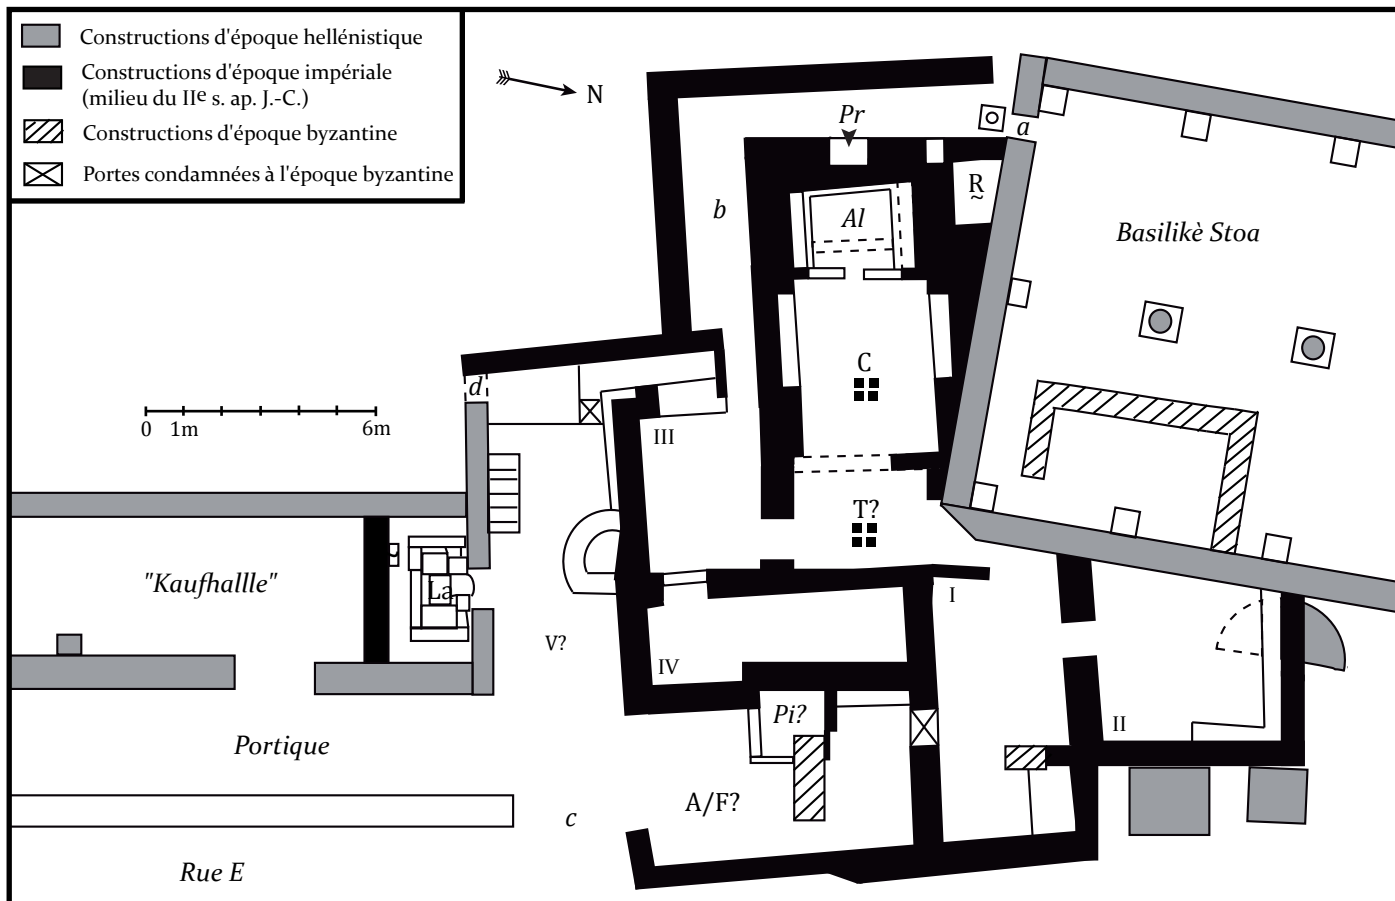 Constructions d'époque hellénistique
Constructions d'époque impériale
(milieu du IIe s. ap. J.-C.)
Constructions d'époque byzantine
Portes condamnées à l'époque byzantine
N
Pr
a
R
~
b
Al
Basilikè Stoa
C
d
0 1m 6m
III
T?
"Kaufhallle"
La
I
V?
IV
Pi?
II
Portique
A/F?
c
Rue E